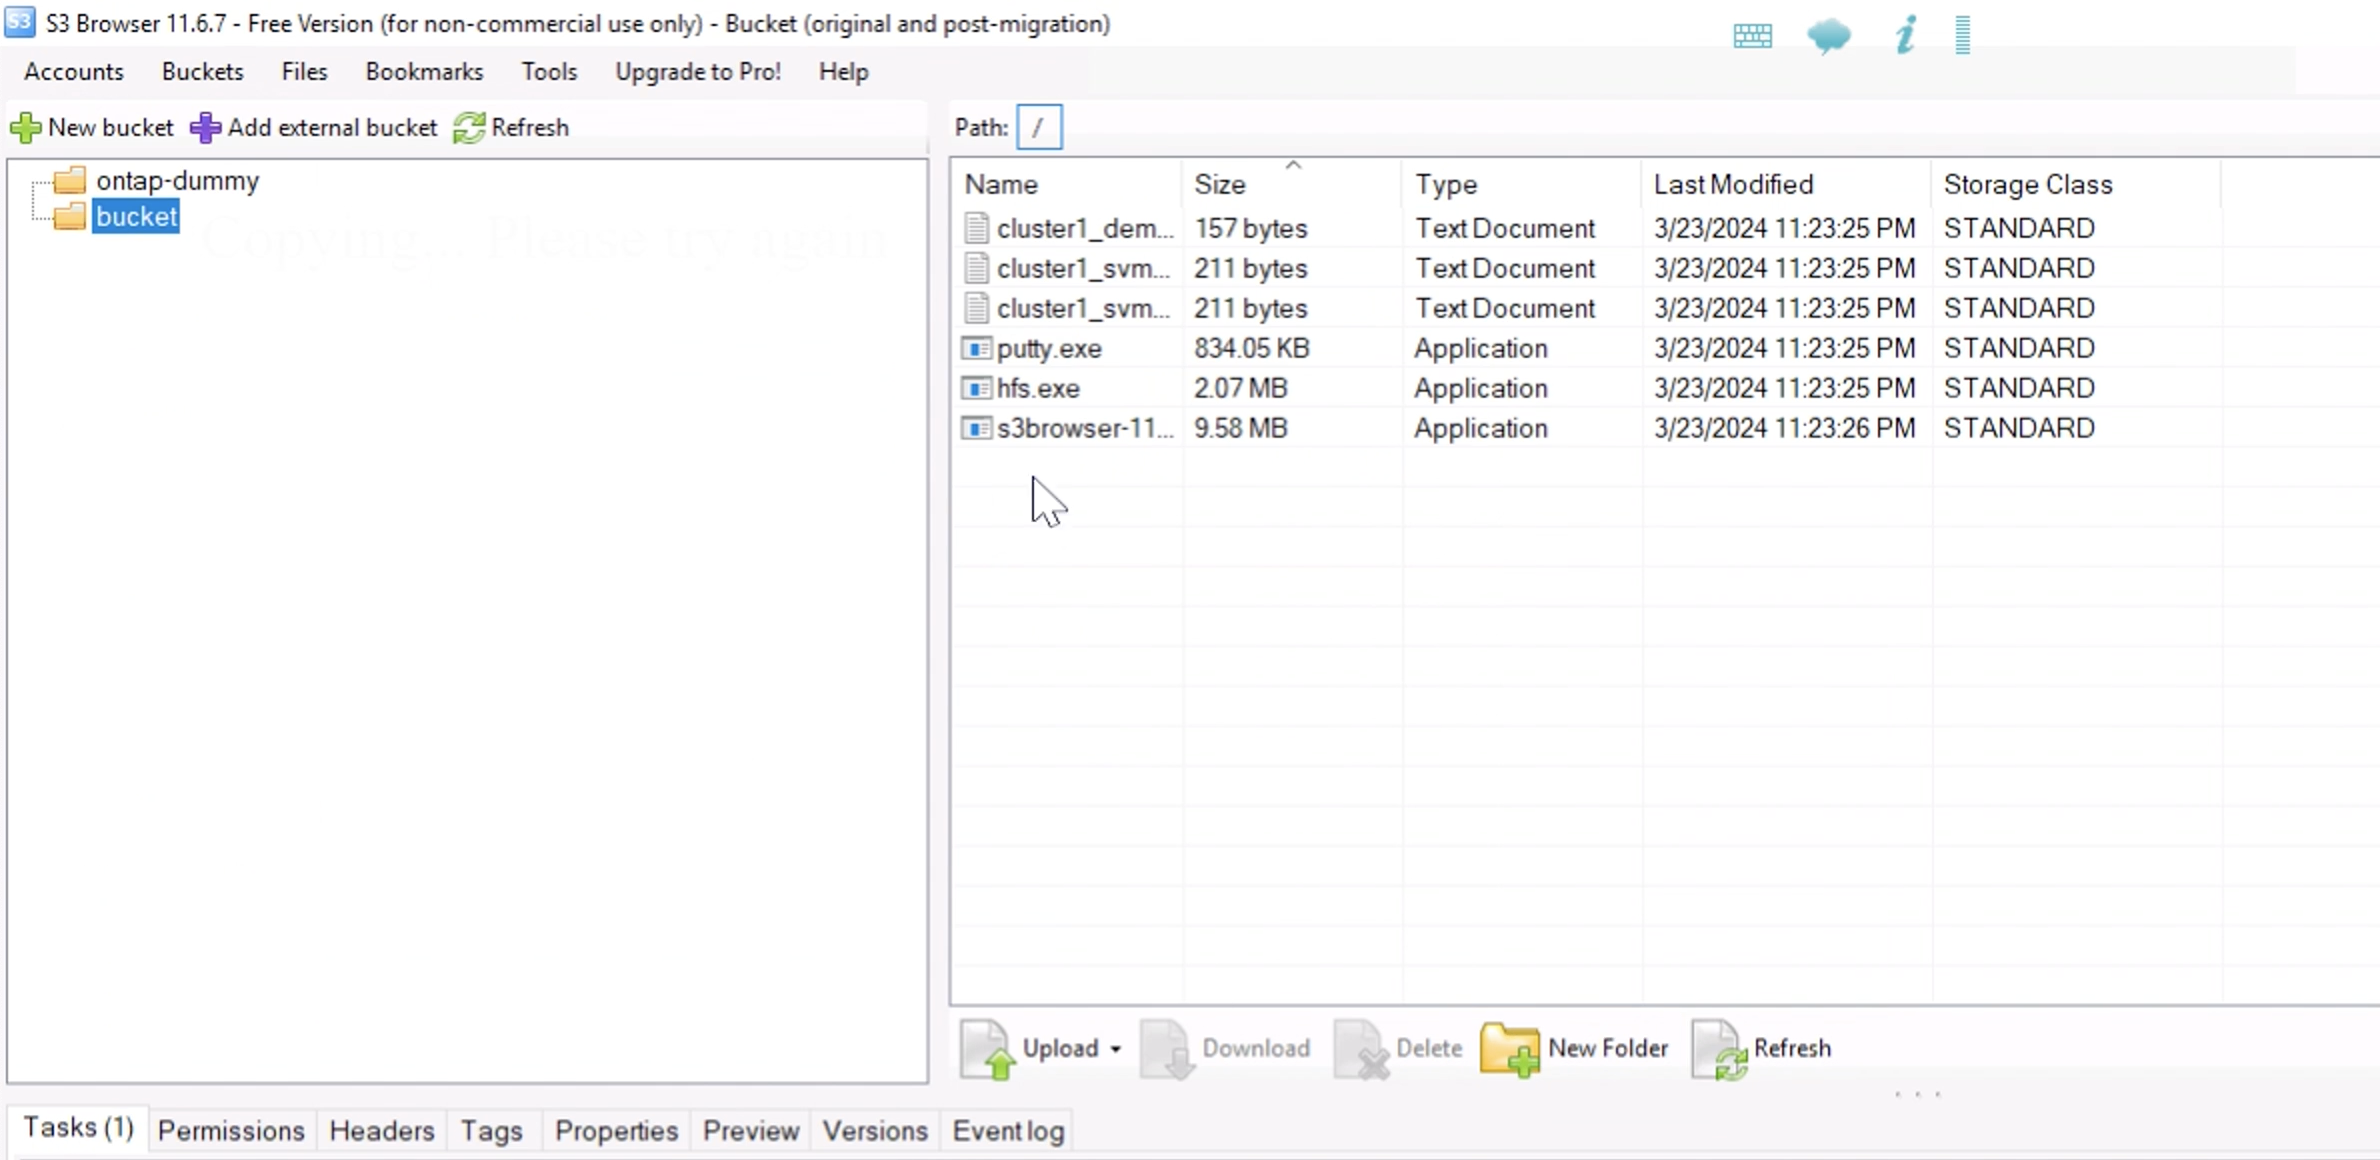 S3 Browser 11.6.7 - Free Version (for non-commercial use only) - Bucket (original and post-migration)
Accounts Buckets Files Bookmarks Tools Upgrade to Pro! Help
New bucket Add external bucket Refresh
ontap-dummy
bucket
Copying... Please try again
Path: /
Name Size Type Last Modified Storage Class
cluster1_dem... 157 bytes Text Document 3/23/2024 11:23:25 PM STANDARD
cluster1_svm... 211 bytes Text Document 3/23/2024 11:23:25 PM STANDARD
cluster1_svm... 211 bytes Text Document 3/23/2024 11:23:25 PM STANDARD
putty.exe 834.05 KB Application 3/23/2024 11:23:25 PM STANDARD
hfs.exe 2.07 MB Application 3/23/2024 11:23:25 PM STANDARD
s3browser-11... 9.58 MB Application 3/23/2024 11:23:26 PM STANDARD
Upload Download Delete New Folder Refresh
Tasks (1) Permissions Headers Tags Properties Preview Versions Event log